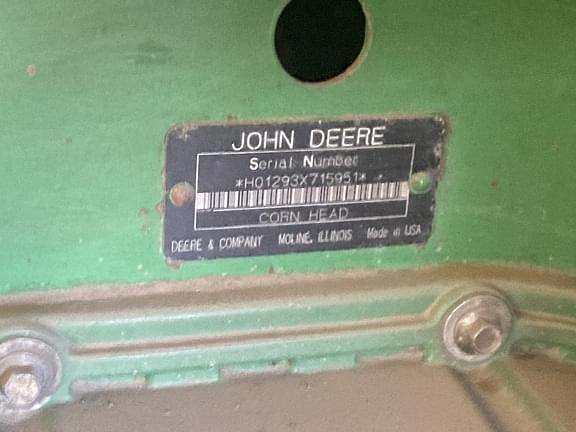 JOHN DEERE
Serial Number
*H01293X715951*
CORN HEAD
DEERE & COMPANY MOLINE, ILLINOIS Made in USA